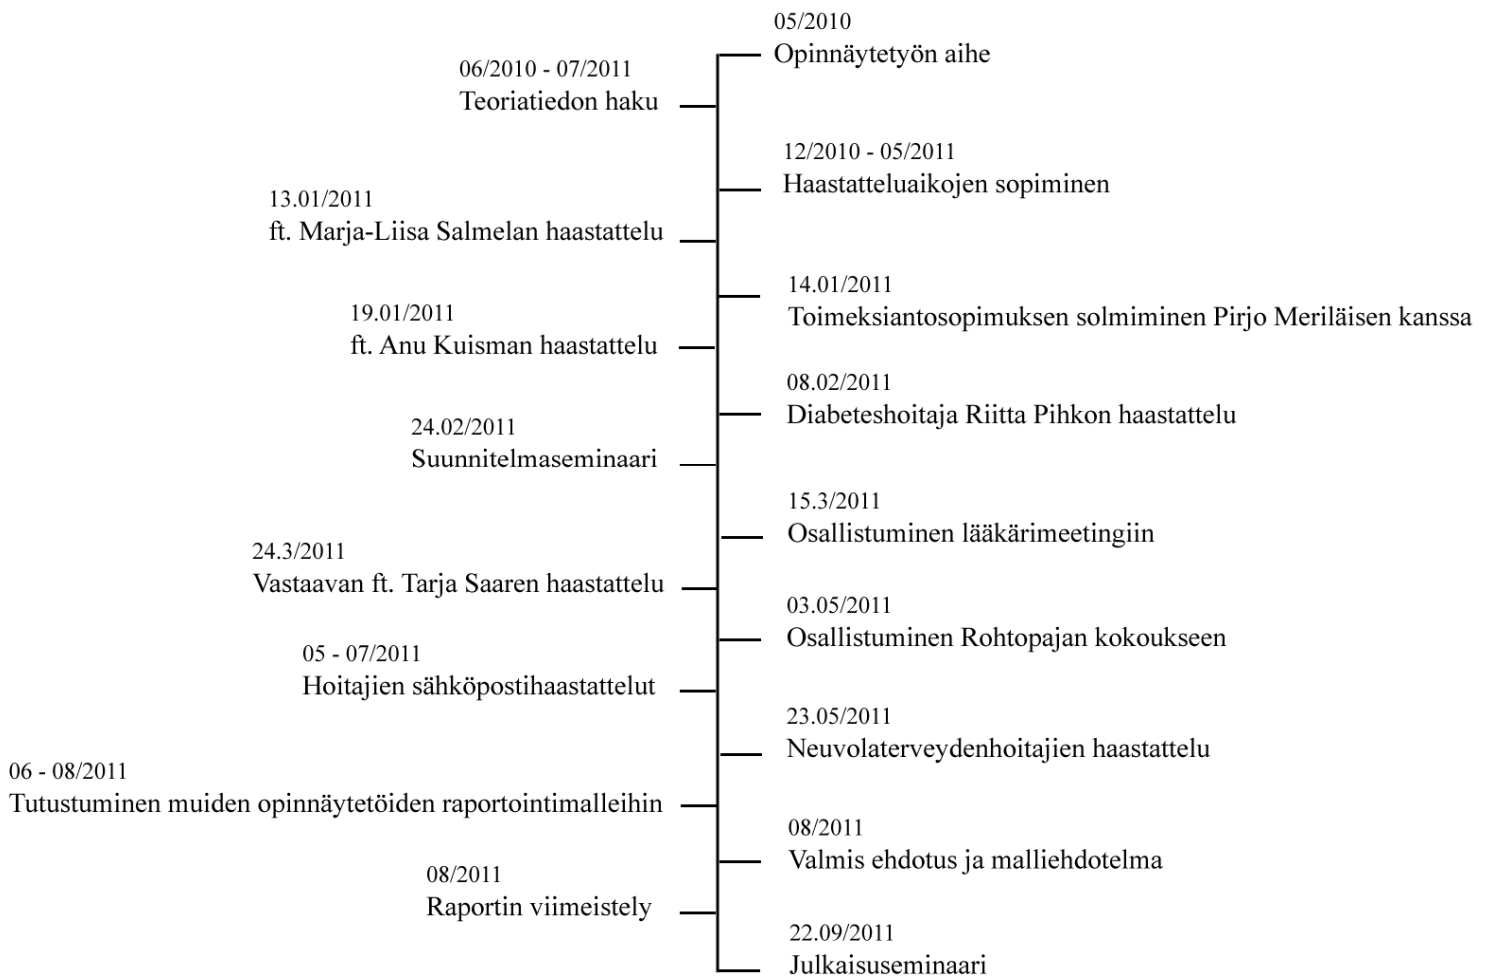 05/2010
Opinnäytetyön aihe
06/2010 - 07/2011
Teoriatiedon haku
12/2010 - 05/2011
Haastatteluaikojen sopiminen
13.01/2011
ft. Marja-Liisa Salmelan haastattelu
14.01/2011
Toimeksiantosopimuksen solmiminen Pirjo Meriläisen kanssa
19.01/2011
ft. Anu Kuisman haastattelu
08.02/2011
Diabeteshoitaja Riitta Pihkon haastattelu
24.02/2011
Suunnitelmaseminaari
15.3/2011
Osallistuminen lääkärimeetingiin
24.3/2011
Vastaavan ft. Tarja Saaren haastattelu
03.05/2011
Osallistuminen Rohtopajan kokoukseen
05 - 07/2011
Hoitajien sähköpostihaastattelut
23.05/2011
Neuvolaterveydenhoitajien haastattelu
06 - 08/2011
Tutustuminen muiden opinnäytetöiden raportointimalleihin
08/2011
Valmis ehdotus ja malliehdotelma
08/2011
Raportin viimeistely
22.09/2011
Julkaisuseminaari